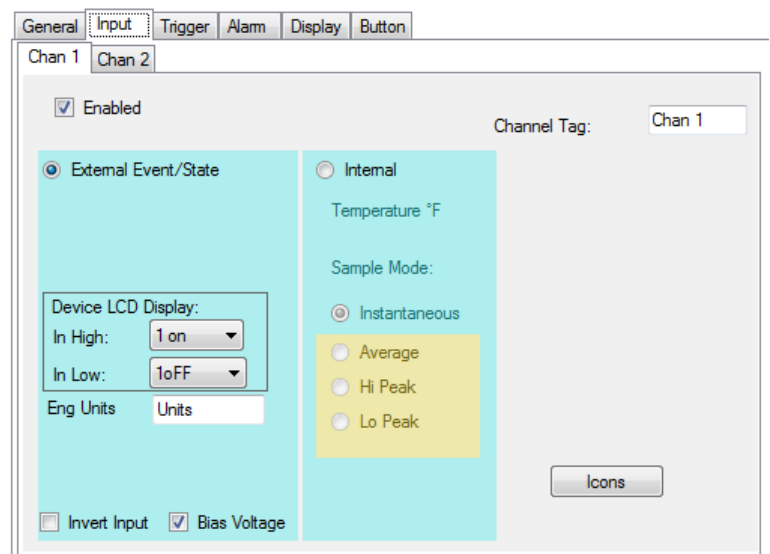 General Input Trigger Alarm Display Button
Chan 1 Chan 2
Enabled
Channel Tag: Chan 1
External Event/State
Internal
Temperature °F
Sample Mode:
Device LCD Display:
Instantaneous
In High: 1 on
Average
In Low: 1oFF
Hi Peak
Eng Units Units
Lo Peak
Icons
Invert Input Bias Voltage